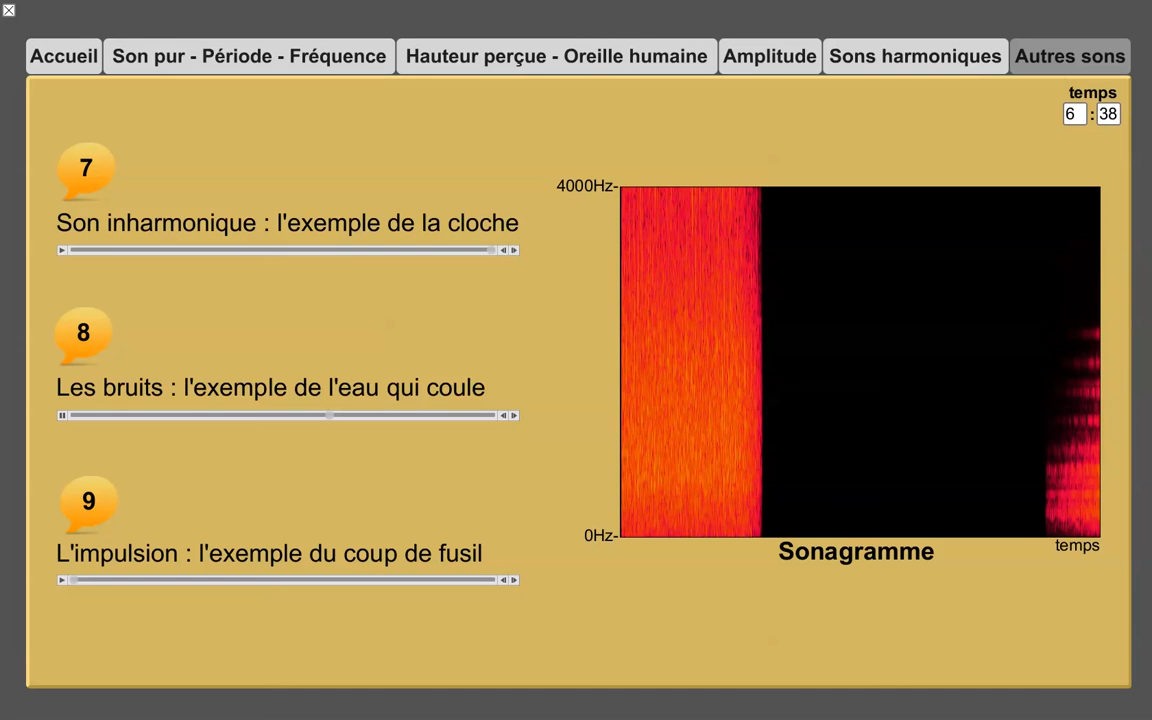 Accueil
Son pur - Période - Fréquence
Hauteur perçue - Oreille humaine
Amplitude
Sons harmoniques
Autres sons
temps
6 : 38
7
Son inharmonique : l'exemple de la cloche
8
Les bruits : l'exemple de l'eau qui coule
9
L'impulsion : l'exemple du coup de fusil
4000Hz-
0Hz-
temps
Sonagramme